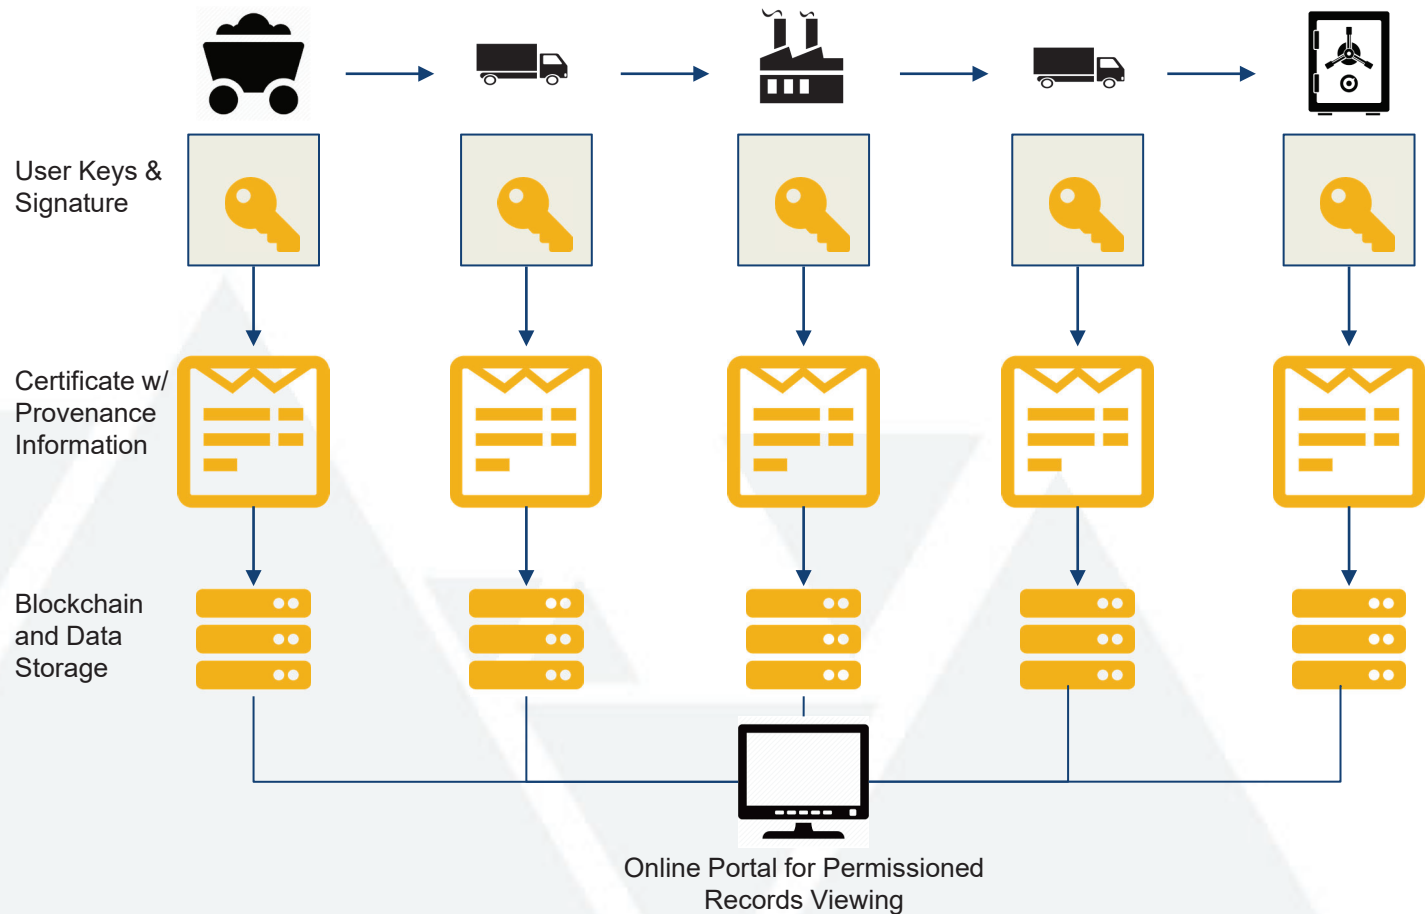 User Keys &
Signature
Certificate w/
Provenance
Information
Blockchain
and Data
Storage
Online Portal for Permissioned
Records Viewing